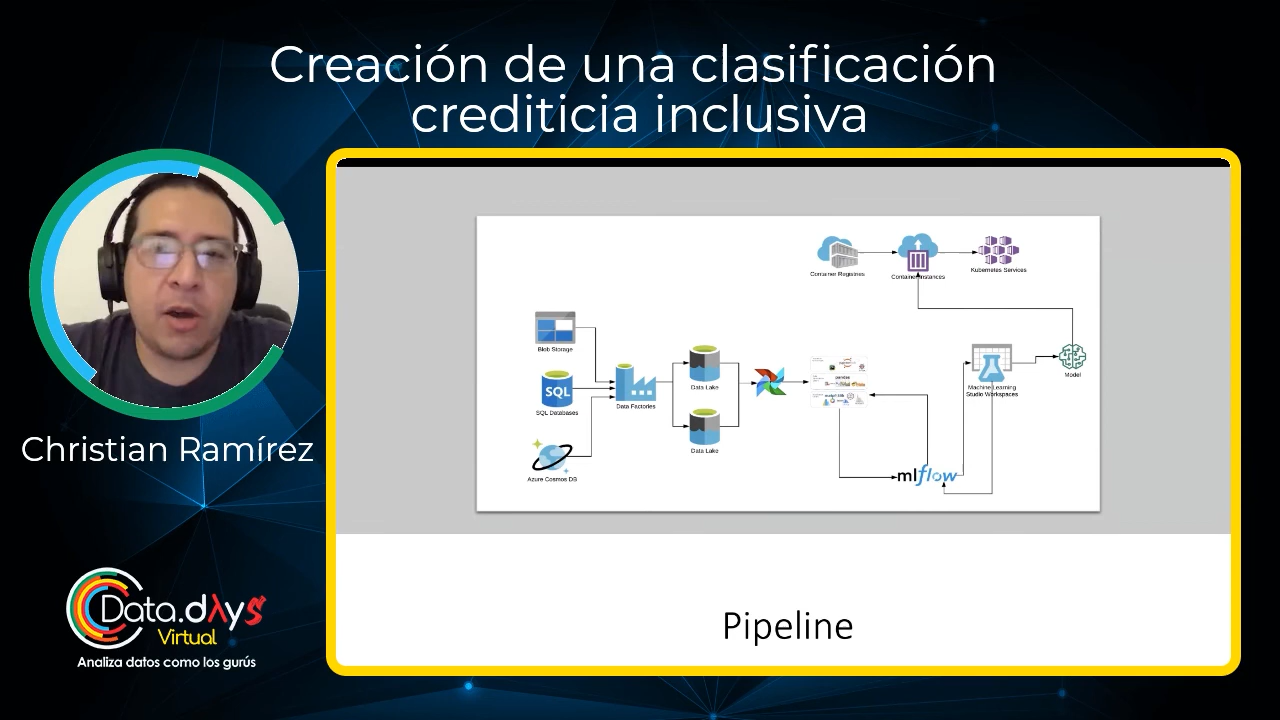 Creación de una clasificación
crediticia inclusiva
Christian Ramírez
Data.dλys
Virtual
Analiza datos como los gurús
Container Registries
Container Instances
Kubernetes Services
Blob Storage
SQL
SQL Databases
Azure Cosmos DB
Data Factories
Data Lake
Data Lake
pandas
mlflow
Machine Learning
Studio Workspaces
Model
Pipeline